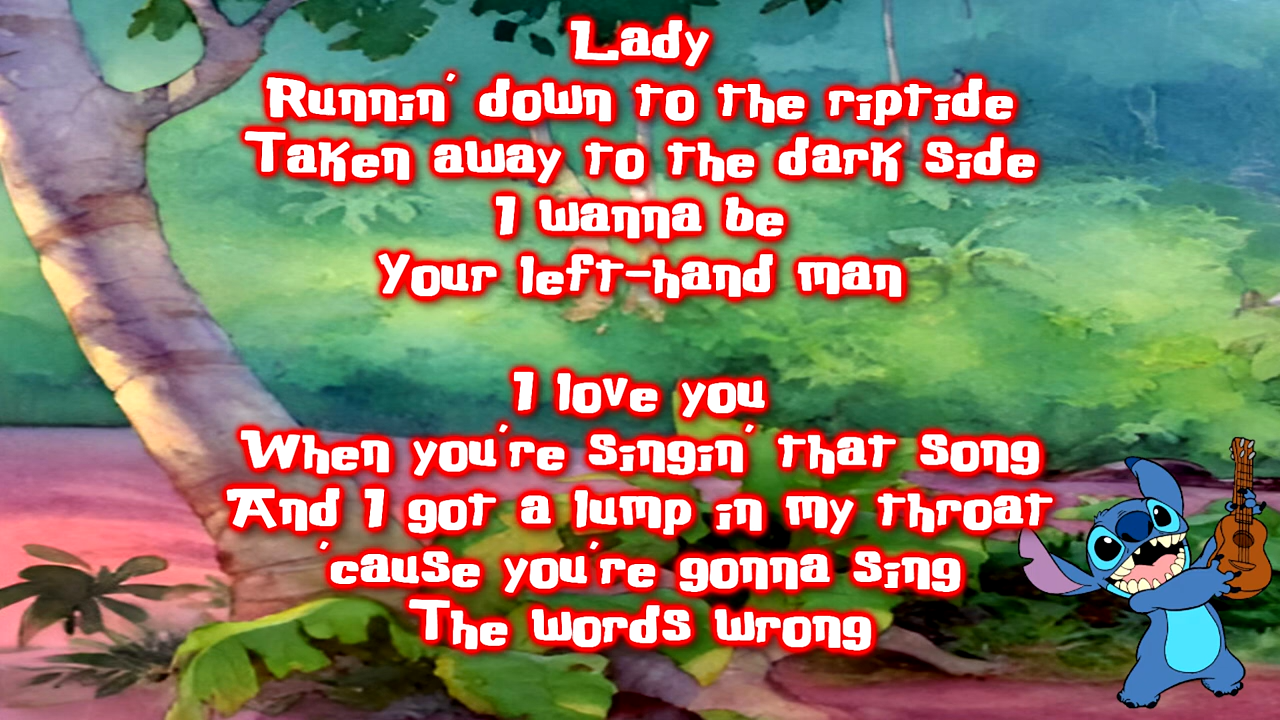 Lady
Runnin' down to the riptide
Taken away to the dark side
I wanna be
Your left-hand man
I love you
When you're singin' that song
And I got a lump in my throat
'cause you're gonna sing
The words wrong